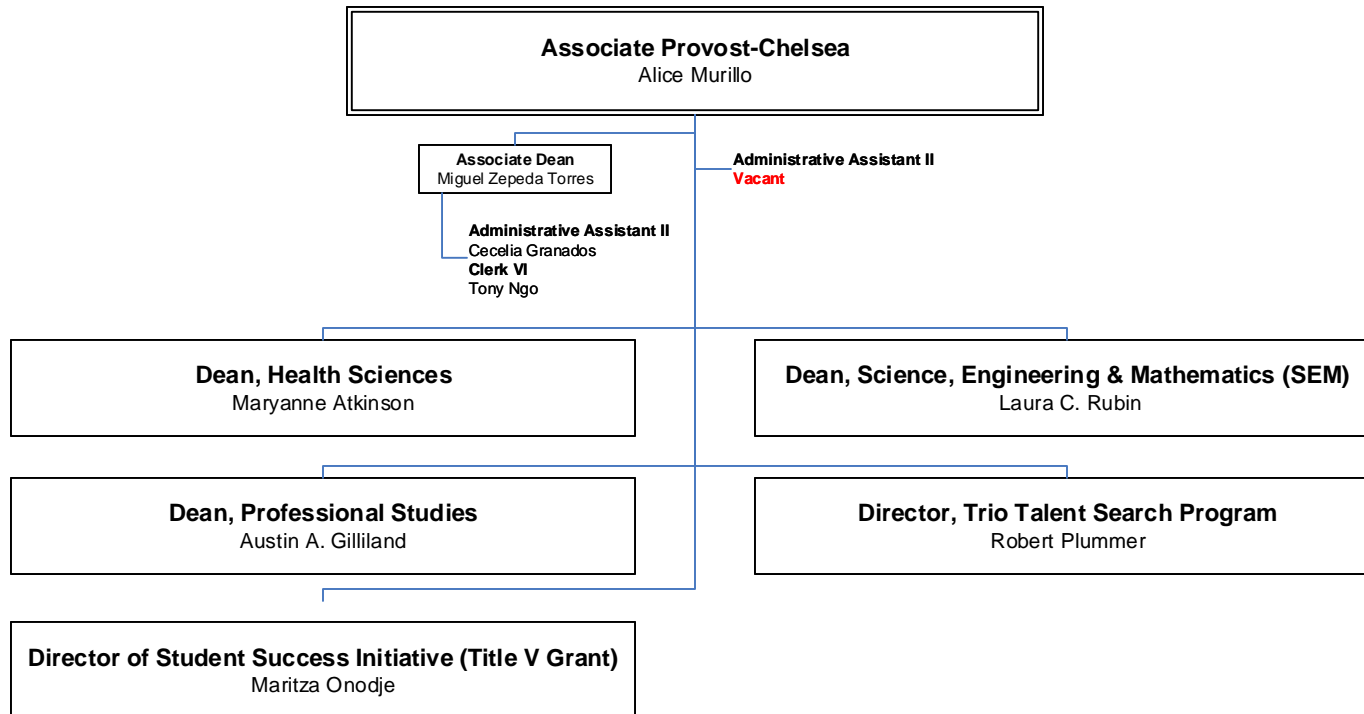 Associate Provost-Chelsea
Alice Murillo
Associate Dean
Miguel Zepeda Torres
Administrative Assistant II
Vacant
Administrative Assistant II
Cecelia Granados
Clerk VI
Tony Ngo
Dean, Health Sciences
Maryanne Atkinson
Dean, Science, Engineering & Mathematics (SEM)
Laura C. Rubin
Dean, Professional Studies
Austin A. Gilliland
Director, Trio Talent Search Program
Robert Plummer
Director of Student Success Initiative (Title V Grant)
Maritza Onodje